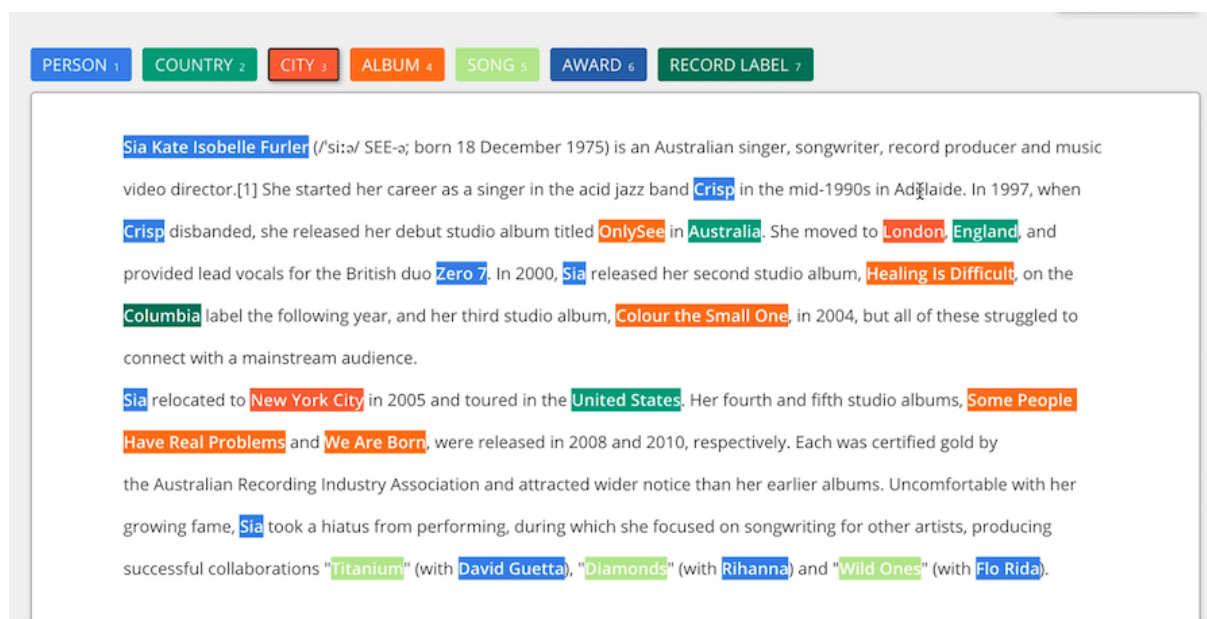 PERSON 1 COUNTRY 2 CITY 3 ALBUM 4 SONG 5 AWARD 6 RECORD LABEL 7
Sia Kate Isobelle Furler (/ˈsiːə/ SEE-ə; born 18 December 1975) is an Australian singer, songwriter, record producer and music
video director.[1] She started her career as a singer in the acid jazz band Crisp in the mid-1990s in Adelaide. In 1997, when
Crisp disbanded, she released her debut studio album titled OnlySee in Australia. She moved to London, England, and
provided lead vocals for the British duo Zero 7. In 2000, Sia released her second studio album, Healing Is Difficult, on the
Columbia label the following year, and her third studio album, Colour the Small One, in 2004, but all of these struggled to
connect with a mainstream audience.
Sia relocated to New York City in 2005 and toured in the United States. Her fourth and fifth studio albums, Some People
Have Real Problems and We Are Born, were released in 2008 and 2010, respectively. Each was certified gold by
the Australian Recording Industry Association and attracted wider notice than her earlier albums. Uncomfortable with her
growing fame, Sia took a hiatus from performing, during which she focused on songwriting for other artists, producing
successful collaborations "Titanium" (with David Guetta), "Diamonds" (with Rihanna) and "Wild Ones" (with Flo Rida).